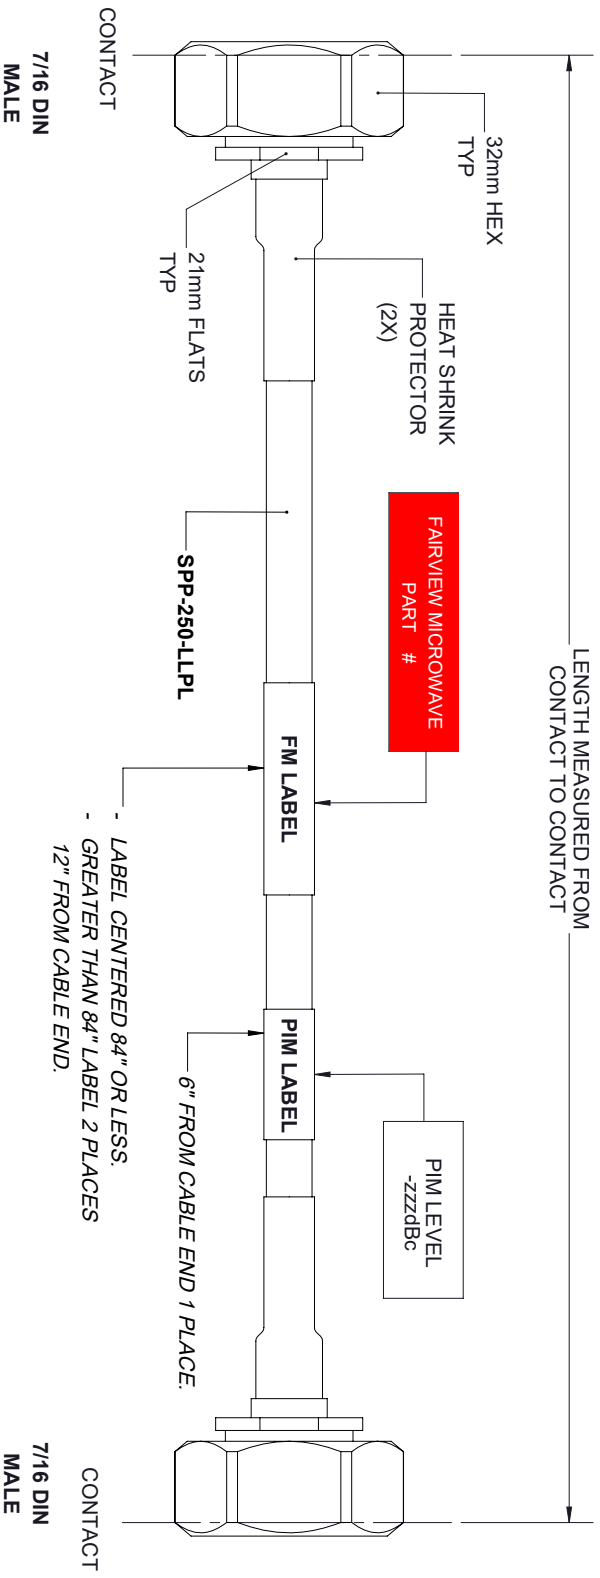 LENGTH MEASURED FROM
CONTACT TO CONTACT
32mm HEX
TYP
HEAT SHRINK
PROTECTOR
(2X)
FAIRVIEW MICROWAVE
PART #
PIM LEVEL
-zzzdBc
FM LABEL
PIM LABEL
21mm FLATS
TYP
SPP-250-LLPL
6" FROM CABLE END 1 PLACE.
- LABEL CENTERED 84" OR LESS.
- GREATER THAN 84" LABEL 2 PLACES
12" FROM CABLE END.
CONTACT
7/16 DIN
MALE
CONTACT
7/16 DIN
MALE